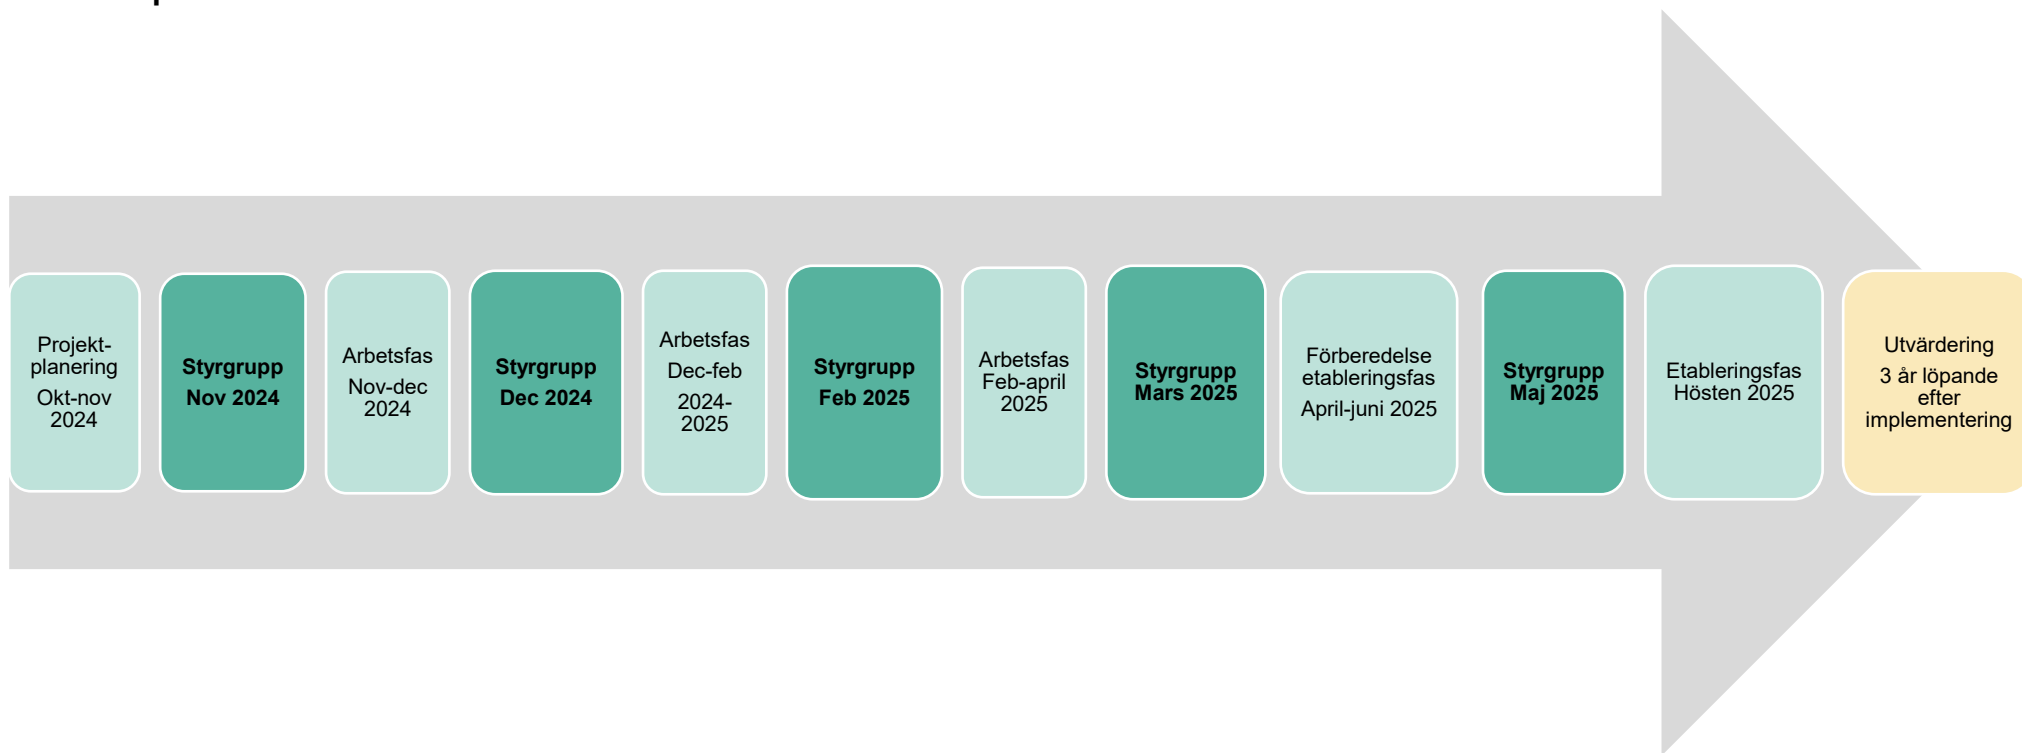 Projekt-
planering
Okt-nov
2024
Styrgrupp
Nov 2024
Arbetsfas
Nov-dec
2024
Styrgrupp
Dec 2024
Arbetsfas
Dec-feb
2024-
2025
Styrgrupp
Feb 2025
Arbetsfas
Feb-april
2025
Styrgrupp
Mars 2025
Förberedelse
etableringsfas
April-juni 2025
Styrgrupp
Maj 2025
Etableringsfas
Hösten 2025
Utvärdering
3 år löpande
efter
implementering